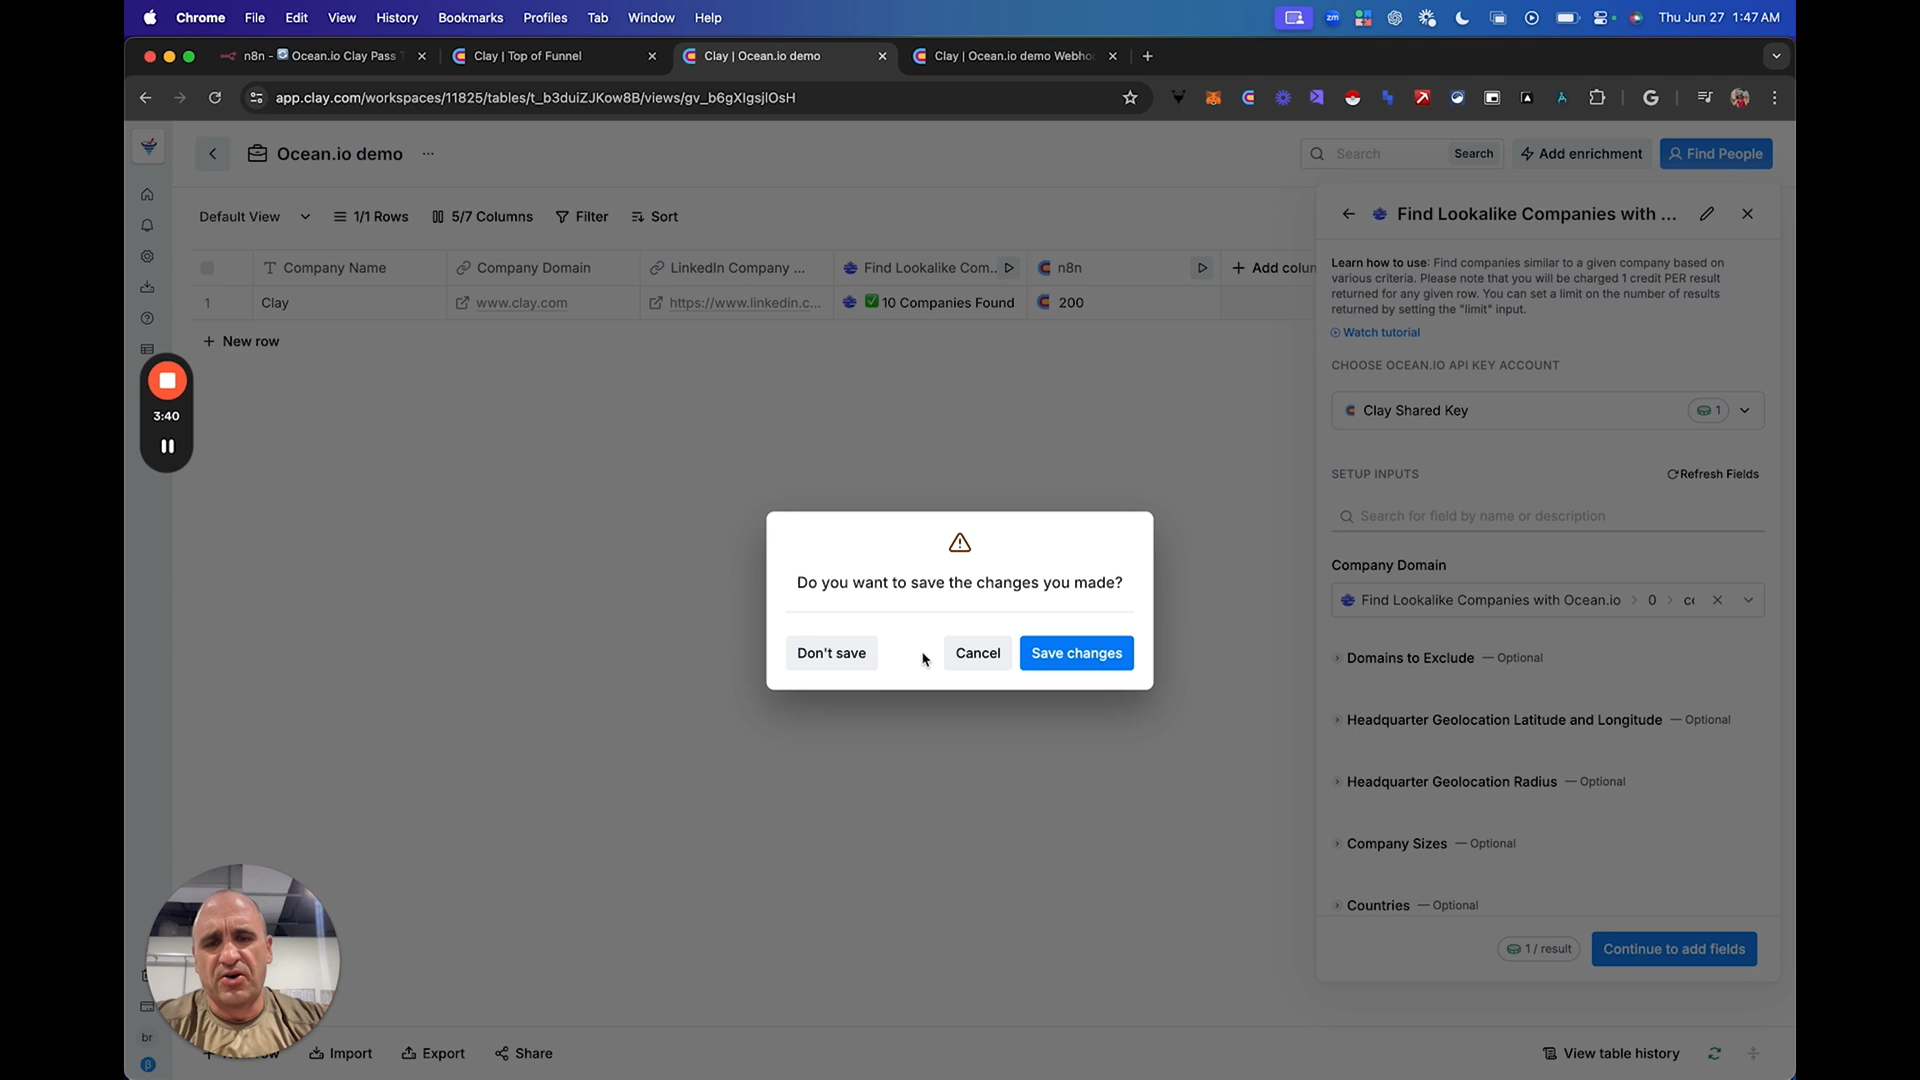 Chrome File Edit View History Bookmarks Profiles Tab Window Help
zm
Thu Jun 27 1:47 AM
n8n - Ocean.io Clay Pass
Clay | Top of Funnel
Clay | Ocean.io demo
Clay | Ocean.io demo Webho
app.clay.com/workspaces/11825/tables/t_b3duiZJKow8B/views/gv_b6gXIgsjlOsH
Ocean.io demo
Search Search
Add enrichment
Find People
Default View
1/1 Rows
5/7 Columns
Filter
Sort
Company Name
Company Domain
LinkedIn Company ...
Find Lookalike Com...
n8n
+ Add colum
1
Clay
www.clay.com
https://www.linkedin.c...
10 Companies Found
200
+ New row
3:40
Find Lookalike Companies with ...
Learn how to use: Find companies similar to a given company based on
various criteria. Please note that you will be charged 1 credit PER result
returned for any given row. You can set a limit on the number of results
returned by setting the "limit" input.
Watch tutorial
CHOOSE OCEAN.IO API KEY ACCOUNT
Clay Shared Key
1
SETUP INPUTS
Refresh Fields
Search for field by name or description
Company Domain
Find Lookalike Companies with Ocean.io > 0 >
Domains to Exclude — Optional
Headquarter Geolocation Latitude and Longitude — Optional
Headquarter Geolocation Radius — Optional
Company Sizes — Optional
Countries — Optional
1 / result
Continue to add fields
Do you want to save the changes you made?
Don't save
Cancel
Save changes
br
Import
Export
Share
View table history